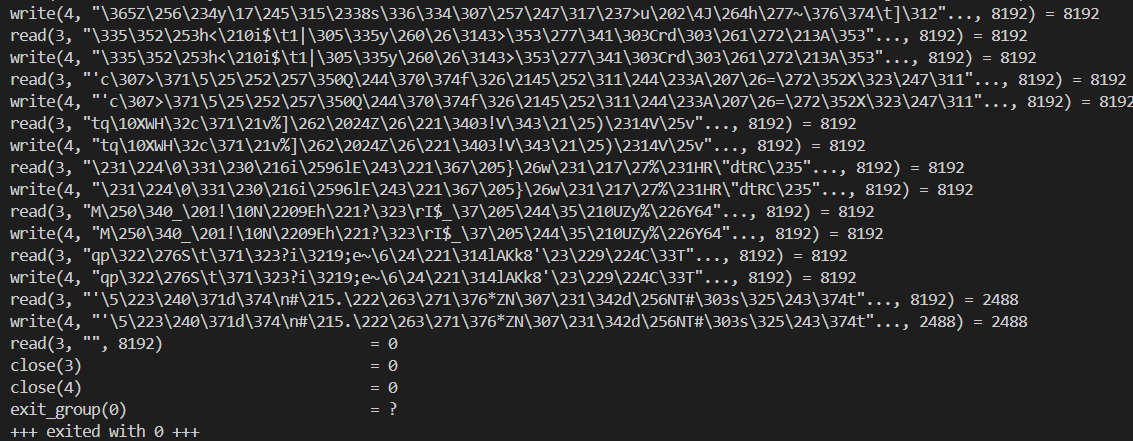 write(4, "\365Z\256\234y\17\245\315\2338s\336\334\307\257\247\317\237>u\202\4J\264h\277~\376\374\t]\312"..., 8192) = 8192
read(3, "\335\352\253h<\210i$\t1|\305\335y\260\26\3143>\353\277\341\303Crd\303\261\272\213A\353"..., 8192) = 8192
write(4, "\335\352\253h<\210i$\t1|\305\335y\260\26\3143>\353\277\341\303Crd\303\261\272\213A\353"..., 8192) = 8192
read(3, "'c\307>\371\5\25\252\257\350Q\244\370\374f\326\2145\252\311\244\233A\207\26=\272\352X\323\247\311"..., 8192) = 8192
write(4, "'c\307>\371\5\25\252\257\350Q\244\370\374f\326\2145\252\311\244\233A\207\26=\272\352X\323\247\311"..., 8192) = 8192
read(3, "tq\10XWH\32c\371\21v%]\262\2024Z\26\221\3403!V\343\21\25)\2314V\25v"..., 8192) = 8192
write(4, "tq\10XWH\32c\371\21v%]\262\2024Z\26\221\3403!V\343\21\25)\2314V\25v"..., 8192) = 8192
read(3, "\231\224\0\331\230\216i\2596lE\243\221\367\205}\26w\231\217\27%\231HR\"dtRC\235"..., 8192) = 8192
write(4, "\231\224\0\331\230\216i\2596lE\243\221\367\205}\26w\231\217\27%\231HR\"dtRC\235"..., 8192) = 8192
read(3, "M\250\340_\201!\10N\2209Eh\221?\323\rI$_\37\205\244\35\210UZy%\226Y64"..., 8192) = 8192
write(4, "M\250\340_\201!\10N\2209Eh\221?\323\rI$_\37\205\244\35\210UZy%\226Y64"..., 8192) = 8192
read(3, "qp\322\276S\t\371\323?i\3219;e~\6\24\221\314lAKk8'\23\229\224C\33T"..., 8192) = 8192
write(4, "qp\322\276S\t\371\323?i\3219;e~\6\24\221\314lAKk8'\23\229\224C\33T"..., 8192) = 8192
read(3, "'\5\223\240\371d\374\n#\215.\222\263\271\376*ZN\307\231\342d\256NT#\303s\325\243\374t"..., 8192) = 2488
write(4, "'\5\223\240\371d\374\n#\215.\222\263\271\376*ZN\307\231\342d\256NT#\303s\325\243\374t"..., 2488) = 2488
read(3, "", 8192) = 0
close(3) = 0
close(4) = 0
exit_group(0) = ?
+++ exited with 0 +++